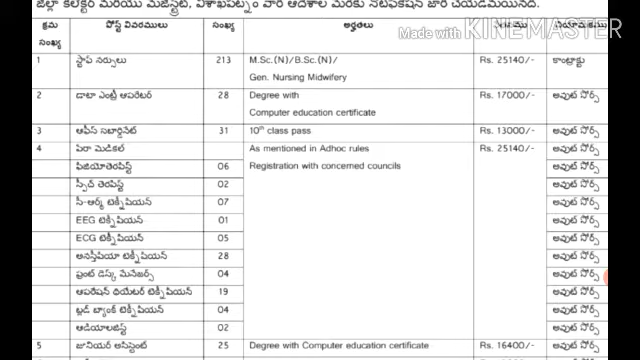 జిల్లా కలెక్టరు మరియు మేజిస్ట్రేట్, విశాఖపట్నం వారి ఆదేశాల మేరకు నోటిఫికేషన్ జారీ చేయడమయినది.
Made with KINEMASTER
క్రమ సంఖ్య పోస్ట్ వివరములు సంఖ్య అర్హతలు
1 స్టాఫ్ నర్సులు 213 M.Sc.(N)/B.Sc.(N)/ Gen. Nursing Midwifery Rs. 25140/- కాంట్రాక్టు
2 డాటా ఎంట్రీ ఆపరేటర్ 28 Degree with Computer education certificate Rs. 17000/- అవుట్ సోర్స్
3 ఆఫీస్ సబార్డినేట్ 31 10th class pass Rs. 13000/- అవుట్ సోర్స్
4 పేరా మెడికల్ As mentioned in Adhoc rules Rs. 25140/- అవుట్ సోర్స్
ఫిజియోతెరపిస్ట్ 06 Registration with concerned councils అవుట్ సోర్స్
స్పీచ్ తెరపిస్ట్ 02 అవుట్ సోర్స్
సీ-ఆర్మ్ టెక్నీషియన్ 07 అవుట్ సోర్స్
EEG టెక్నీషియన్ 01 అవుట్ సోర్స్
ECG టెక్నీషియన్ 05 అవుట్ సోర్స్
అనస్తీషియా టెక్నీషియన్ 28 అవుట్ సోర్స్
ఫ్రంట్ డెస్క్ మేనేజర్స్ 04 అవుట్ సోర్స్
ఆపరేషన్ థియేటర్ టెక్నీషియన్ 19 అవుట్ సోర్స్
బ్లడ్ బ్యాంక్ టెక్నీషియన్ 04 అవుట్ సోర్స్
ఆడియాలజిస్ట్ 02 అవుట్ సోర్స్
5 జూనియర్ అసిస్టెంట్ 25 Degree with Computer education certificate Rs. 16400/- అవుట్ సోర్స్